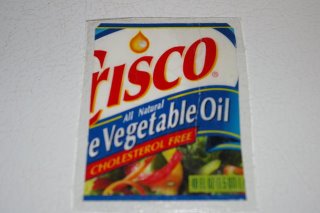 risco®
All Natural
e Vegetable Oil
CHOLESTEROL FREE